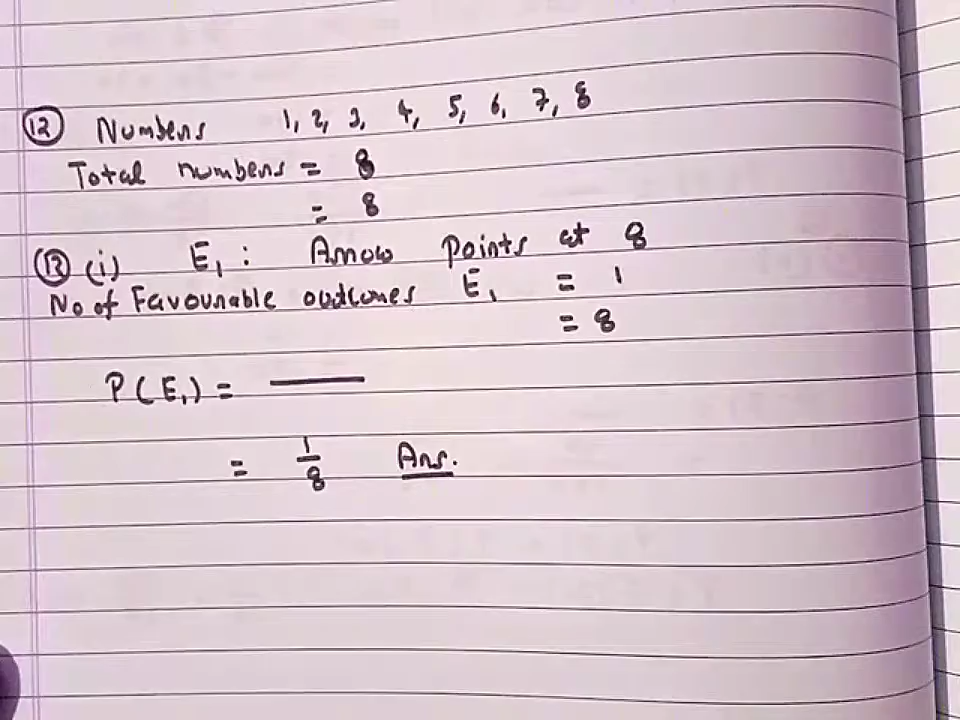 12 Numbers 1, 2, 3, 4, 5, 6, 7, 8
Total numbers = 8
= 8
12 (i) E₁ : Arrow Points at 8
No of Favourable outcomes E₁ = 1
= 8
P(E₁) =
= 1/8 Ans.